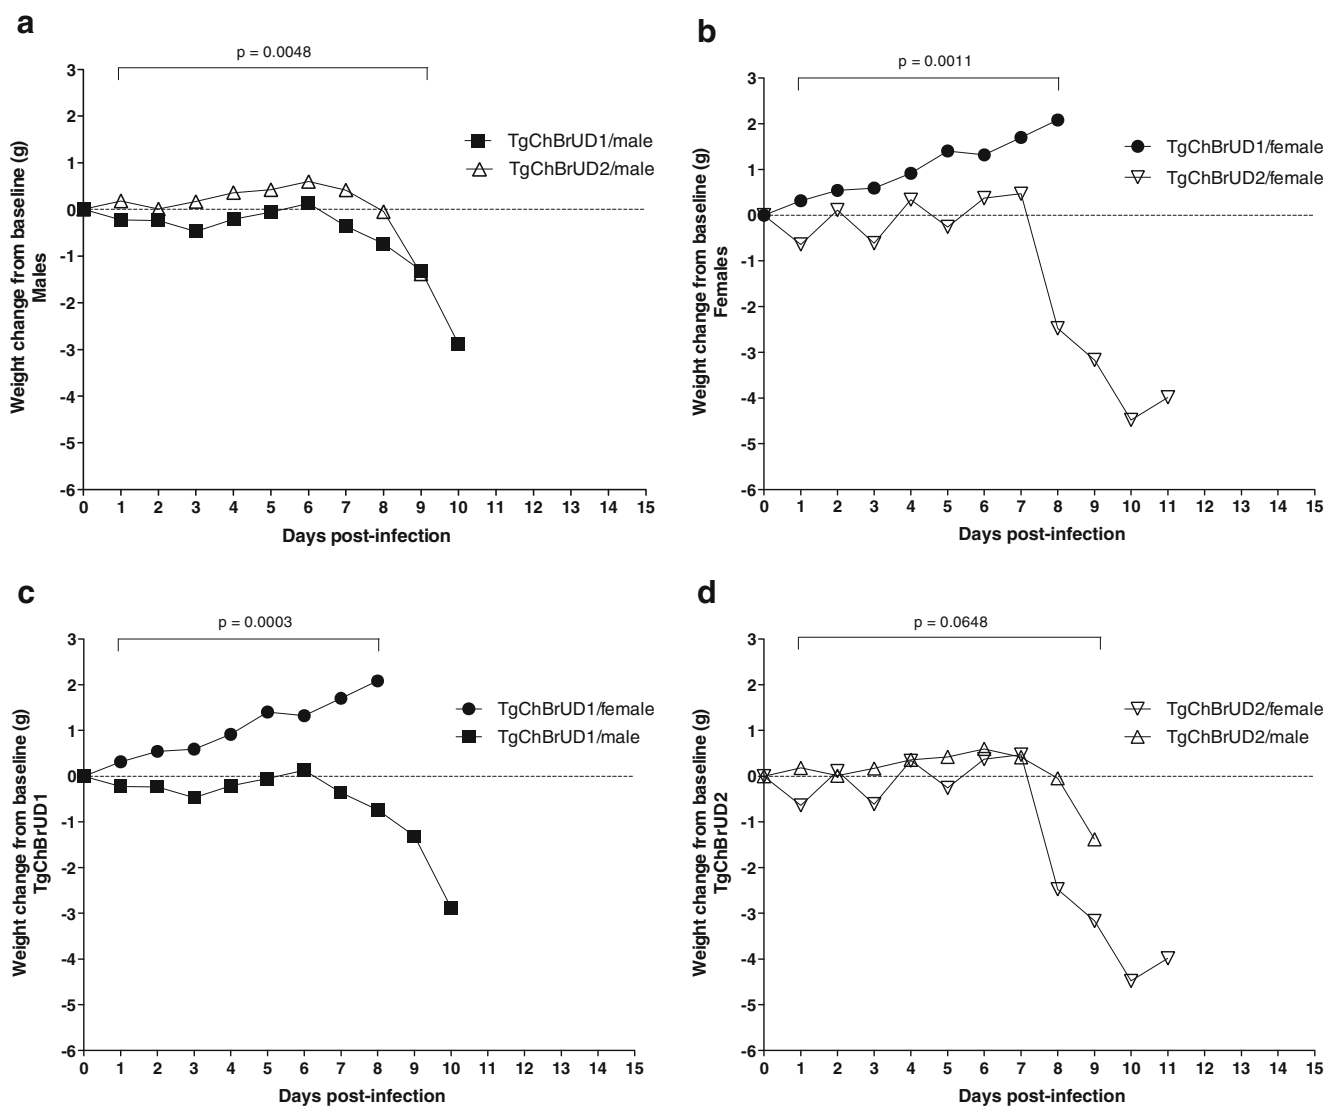 a
p = 0.0048
3
2
1
0
-1
-2
-3
-4
-5
-6
Weight change from baseline (g)
Males
TgChBrUD1/male
TgChBrUD2/male
0 1 2 3 4 5 6 7 8 9 10 11 12 13 14 15
Days post-infection
b
p = 0.0011
3
2
1
0
-1
-2
-3
-4
-5
-6
Weight change from baseline (g)
Females
TgChBrUD1/female
TgChBrUD2/female
0 1 2 3 4 5 6 7 8 9 10 11 12 13 14 15
Days post-infection
c
p = 0.0003
3
2
1
0
-1
-2
-3
-4
-5
-6
Weight change from baseline (g)
TgChBrUD1
TgChBrUD1/female
TgChBrUD1/male
0 1 2 3 4 5 6 7 8 9 10 11 12 13 14 15
Days post-infection
d
p = 0.0648
3
2
1
0
-1
-2
-3
-4
-5
-6
Weight change from baseline (g)
TgChBrUD2
TgChBrUD2/female
TgChBrUD2/male
0 1 2 3 4 5 6 7 8 9 10 11 12 13 14 15
Days post-infection